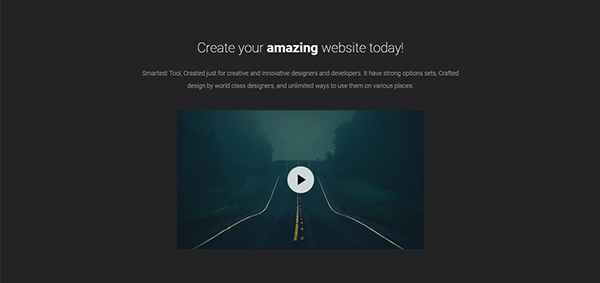 Create your amazing website today!
Smartest Tool, Created just for creative and Innovative designers and developers. It have strong options sets, Crafted
design by world class designers, and unlimited ways to use them on various places.